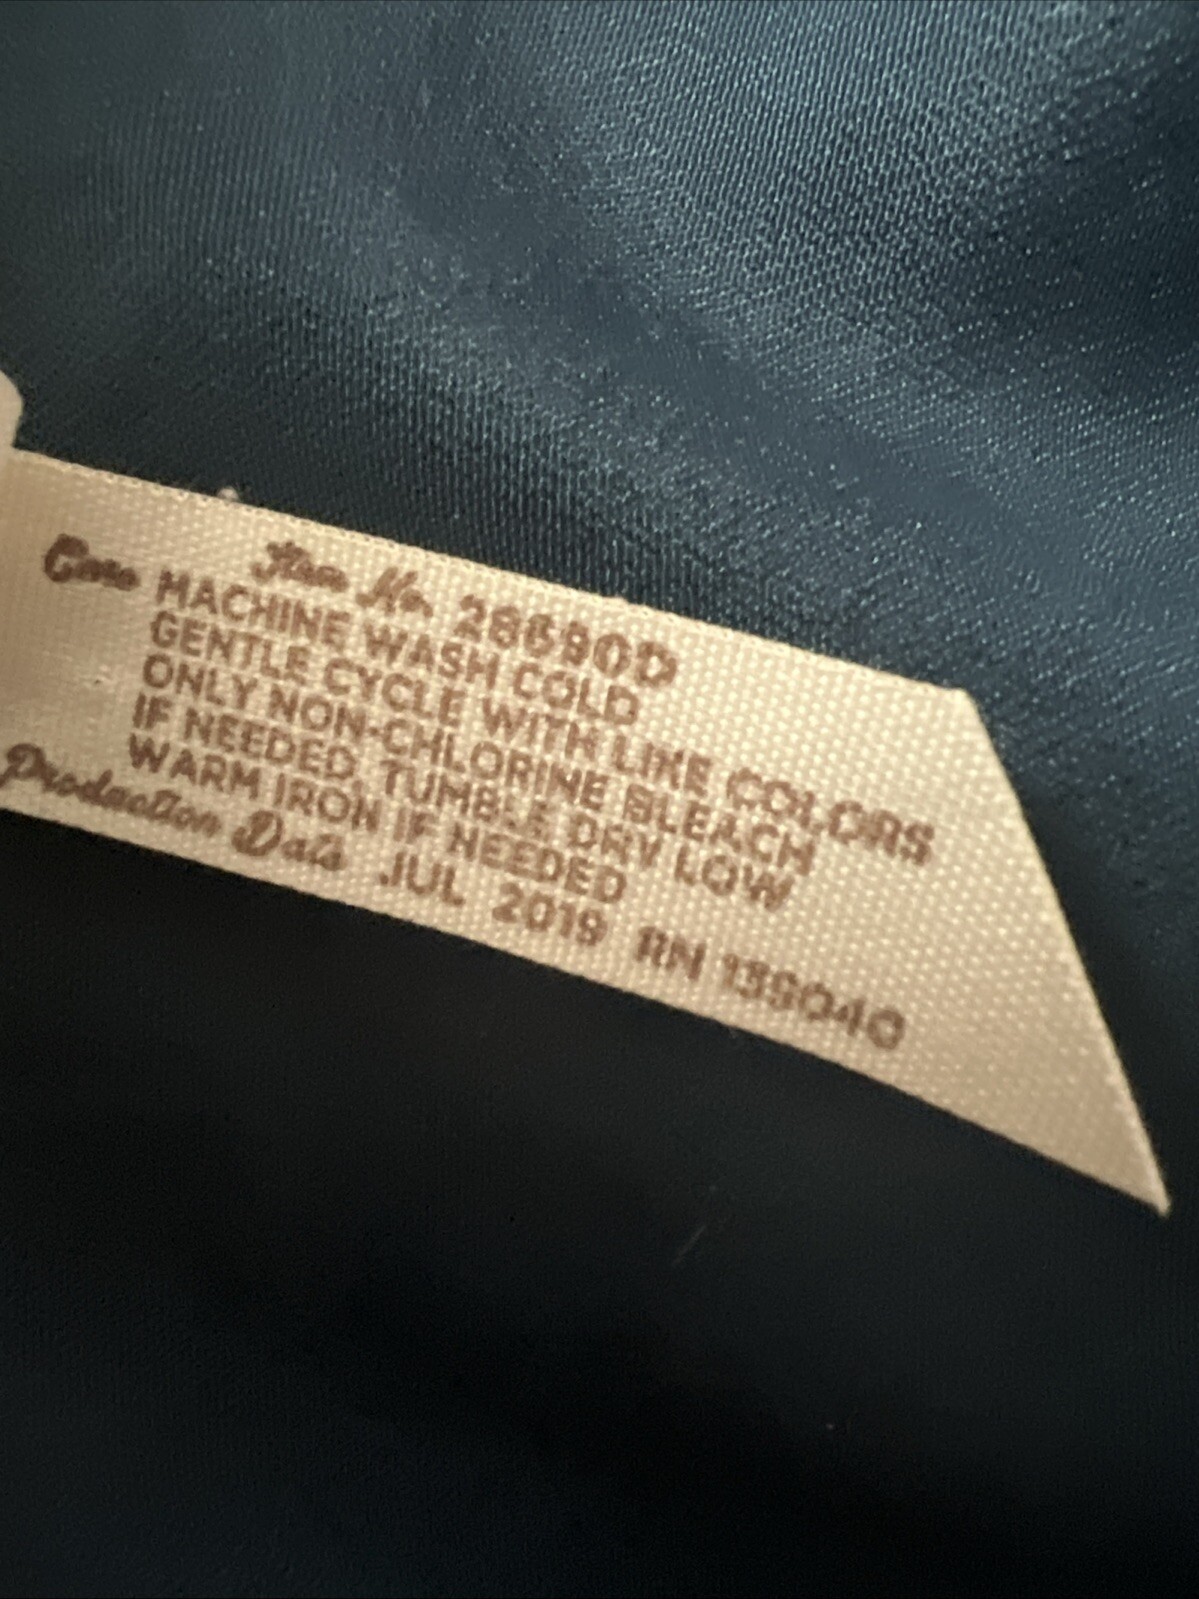 Item No. 28690D
Care MACHINE WASH COLD
GENTLE CYCLE WITH LIKE COLORS
ONLY NON-CHLORINE BLEACH
IF NEEDED, TUMBLE DRY LOW
WARM IRON IF NEEDED
Production Date JUL 2019 RN 139040